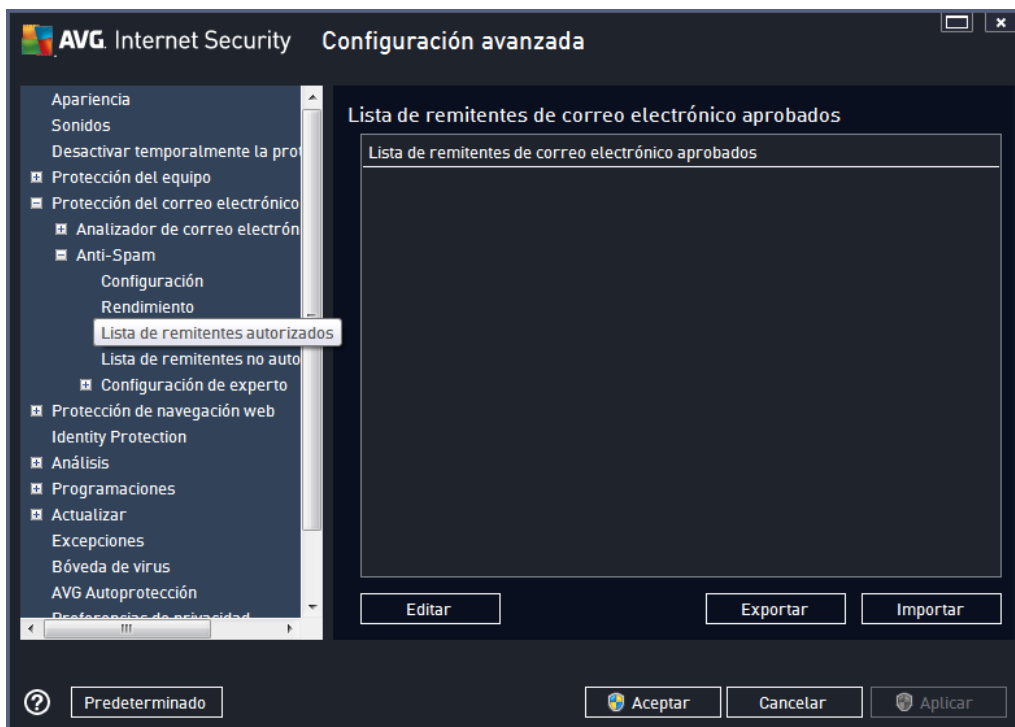 AVG. Internet Security Configuración avanzada
Apariencia
Sonidos
Desactivar temporalmente la prot
Protección del equipo
Protección del correo electrónico
Analizador de correo electrón
Anti-Spam
Configuración
Rendimiento
Lista de remitentes autorizados
Lista de remitentes no auto
Configuración de experto
Protección de navegación web
Identity Protection
Análisis
Programaciones
Actualizar
Excepciones
Bóveda de virus
AVG Autoprotección
Preferencias de privacidad
Lista de remitentes de correo electrónico aprobados
Lista de remitentes de correo electrónico aprobados
Editar Exportar Importar
Predeterminado Aceptar Cancelar Aplicar